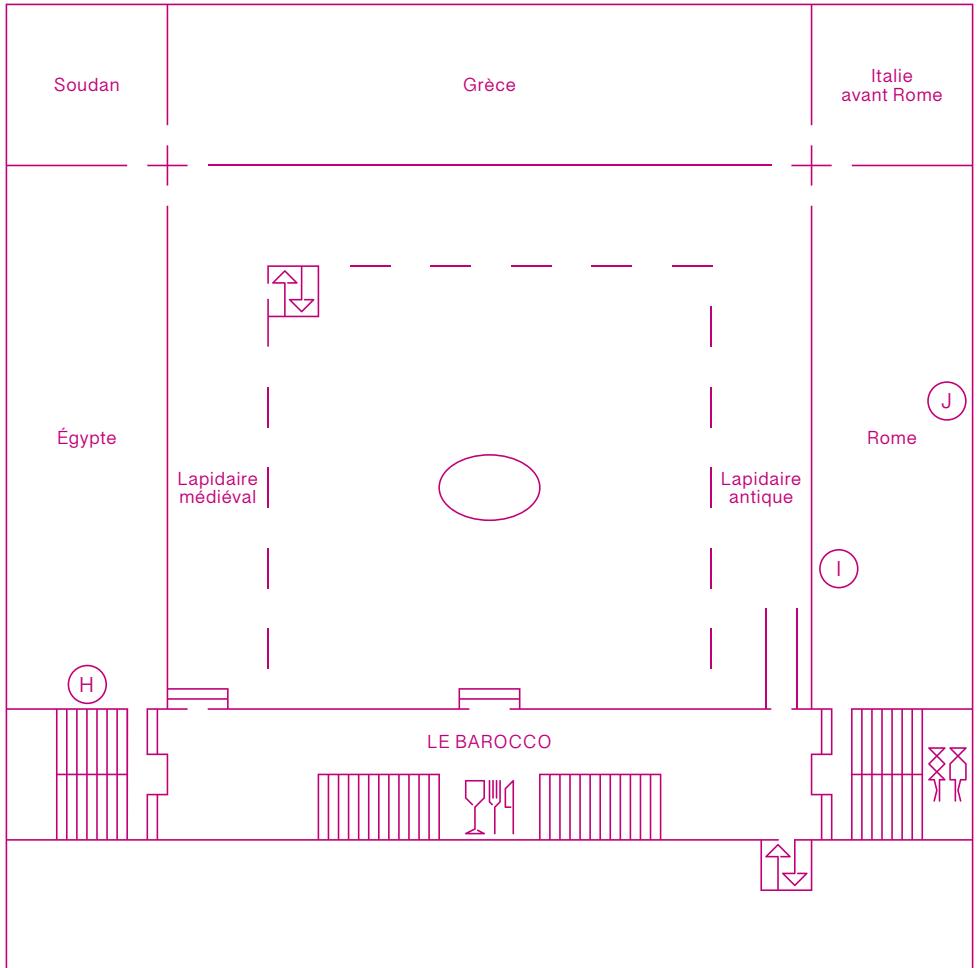 Soudan
Grèce
Italie
avant Rome
J
Égypte
Rome
Lapidaire
médiéval
Lapidaire
antique
I
H
LE BAROCCO